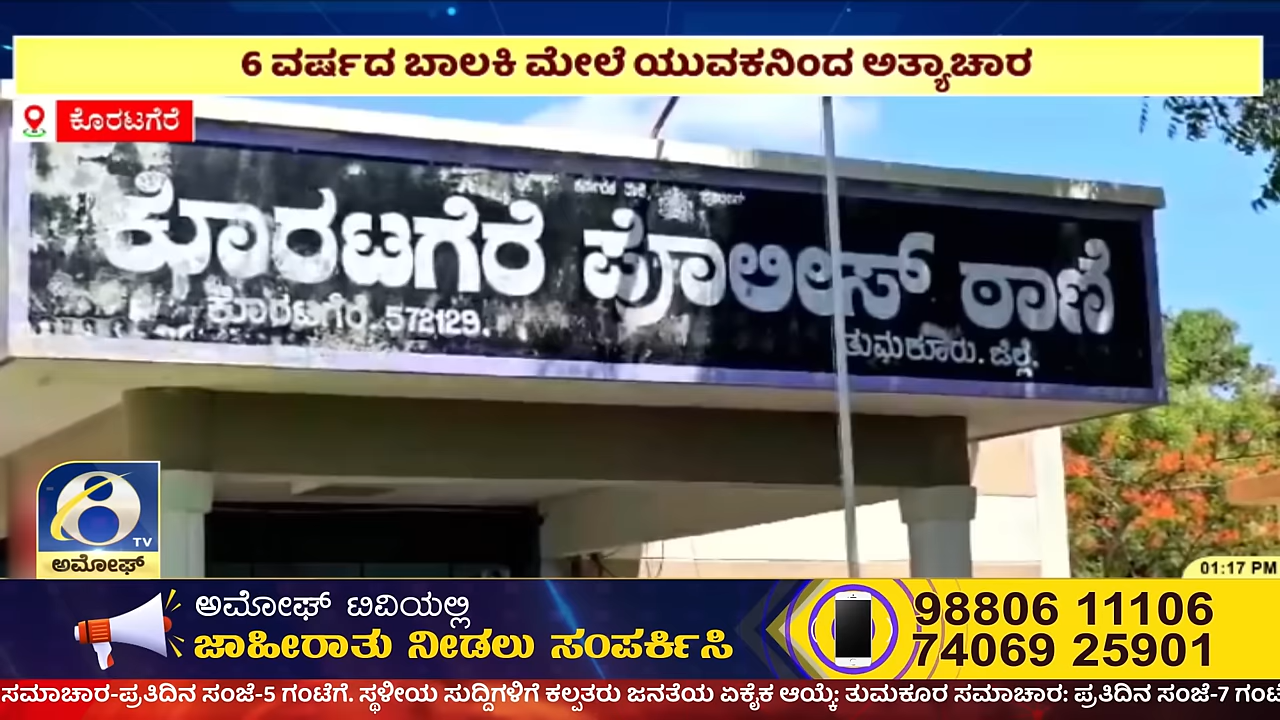 6 ವರ್ಷದ ಬಾಲಕಿ ಮೇಲೆ ಯುವಕನಿಂದ ಅತ್ಯಾಚಾರ
ಕೊರಟಗೆರೆ
ಕೊರಟಗೆರೆ ಪೊಲೀಸ್ ಠಾಣೆ
ಕೊರಟಗೆರೆ. 572129.
ತುಮಕೂರು. ಜಿಲ್ಲೆ.
8 TV
ಅಮೋಘ್
01:17 PM
ಅಮೋಘ್ ಟಿವಿಯಲ್ಲಿ
ಜಾಹೀರಾತು ನೀಡಲು ಸಂಪರ್ಕಿಸಿ
98806 11106
74069 25901
ಸಮಾಚಾರ-ಪ್ರತಿದಿನ ಸಂಜೆ-5 ಗಂಟೆಗೆ. ಸ್ಥಳೀಯ ಸುದ್ದಿಗಳಿಗೆ ಕಲ್ಪತರು ಜನತೆಯ ಏಕೈಕ ಆಯ್ಕೆ; ತುಮಕೂರ ಸಮಾಚಾರ: ಪ್ರತಿದಿನ ಸಂಜೆ-7 ಗಂಟೆ